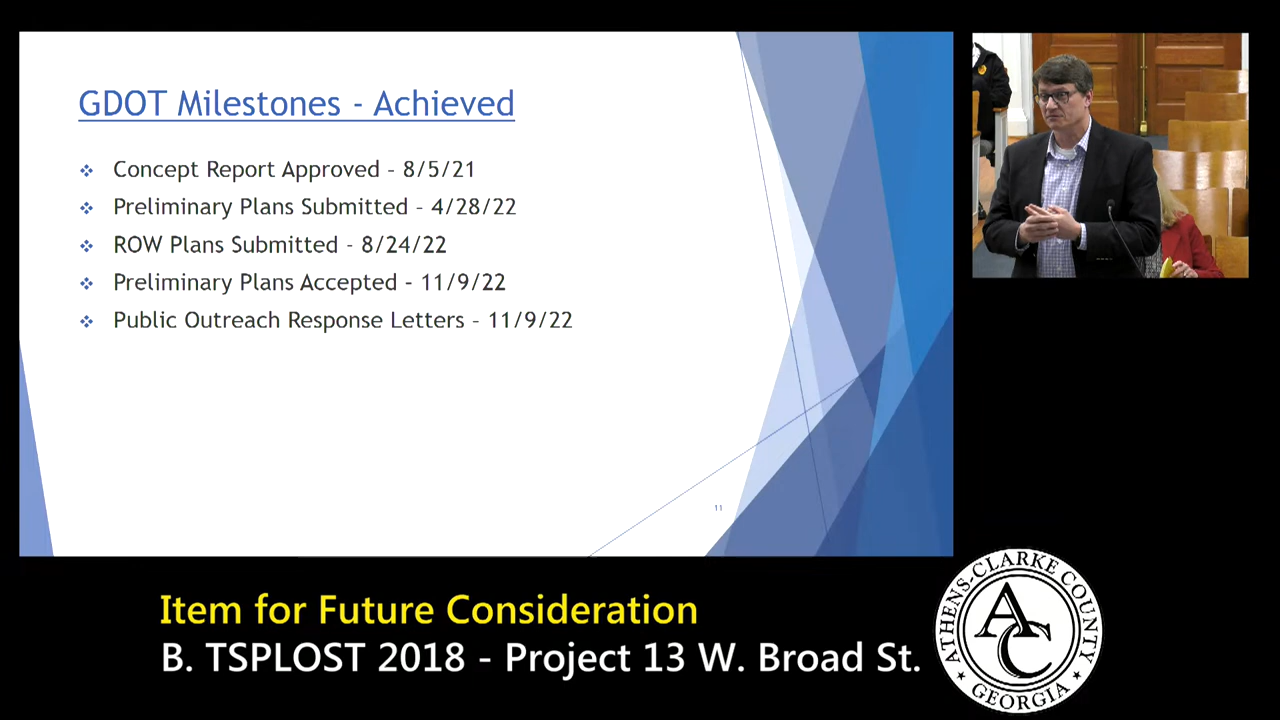 GDOT Milestones - Achieved
Concept Report Approved – 8/5/21
Preliminary Plans Submitted – 4/28/22
ROW Plans Submitted - 8/24/22
Preliminary Plans Accepted - 11/9/22
Public Outreach Response Letters – 11/9/22
11
Item for Future Consideration
B. TSPLOST 2018 - Project 13 W. Broad St.
ATHENS-CLARKE COUNTY
AC
GEORGIA